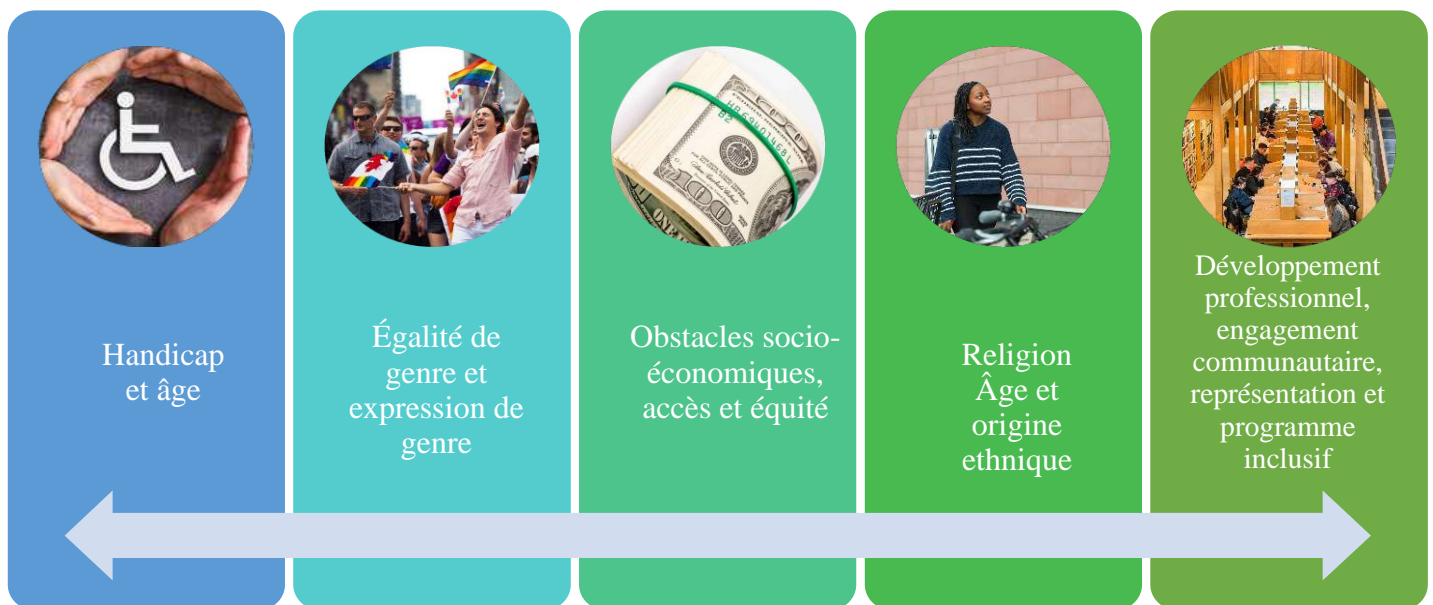 Handicap
et âge
Égalité de
genre et
expression de
genre
Obstacles socio-
économiques,
accès et équité
Religion
Âge et
origine
ethnique
Développement
professionnel,
engagement
communautaire,
représentation et
programme
inclusif